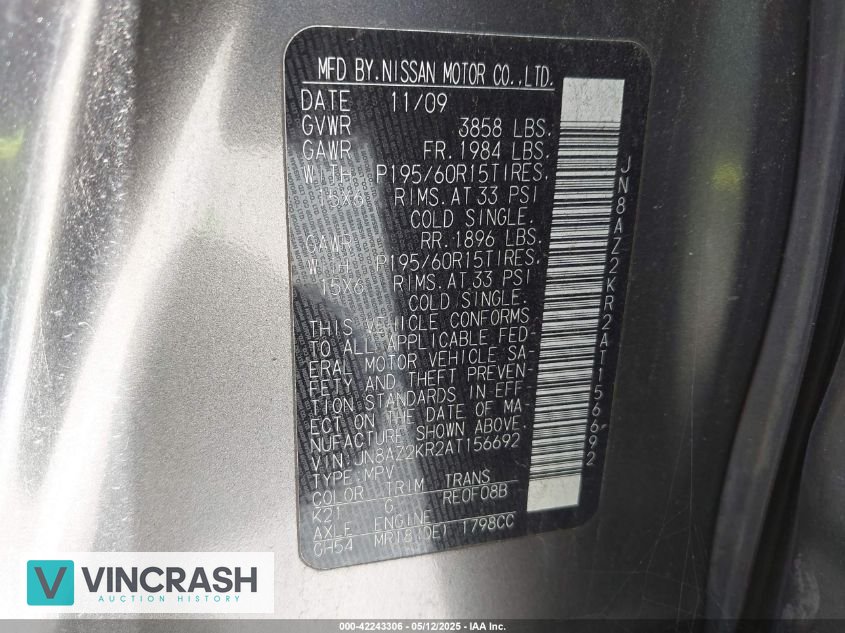 MFD BY.NISSAN MOTOR CO.,LTD.
DATE 11/09
GVWR 3858 LBS.
GAWR FR.1984 LBS.
WITH P195/60R15TIRES.
15X6 RIMS.AT 33 PSI
COLD SINGLE.
GAWR RR.1896 LBS.
WITH P195/60R15TIRES.
15X6 RIMS.AT 33 PSI
COLD SINGLE.
THIS VEHICLE CONFORMS
TO ALL APPLICABLE FED-
ERAL MOTOR VEHICLE SA-
FETY AND THEFT PREVEN-
TION STANDARDS IN EFF-
ECT ON THE DATE OF MA-
NUFACTURE SHOWN ABOVE.
VIN:JN8AZ2KR2AT156692
TYPE:MPV
COLOR TRIM TRANS
K21 G RE0F08B
AXLE ENGINE
GH54 MR18(DE) 1798CC
JN8AZ2KR2AT156692
VINCRASH
AUCTION HISTORY
000-42243306 - 05/12/2025 - IAA Inc.